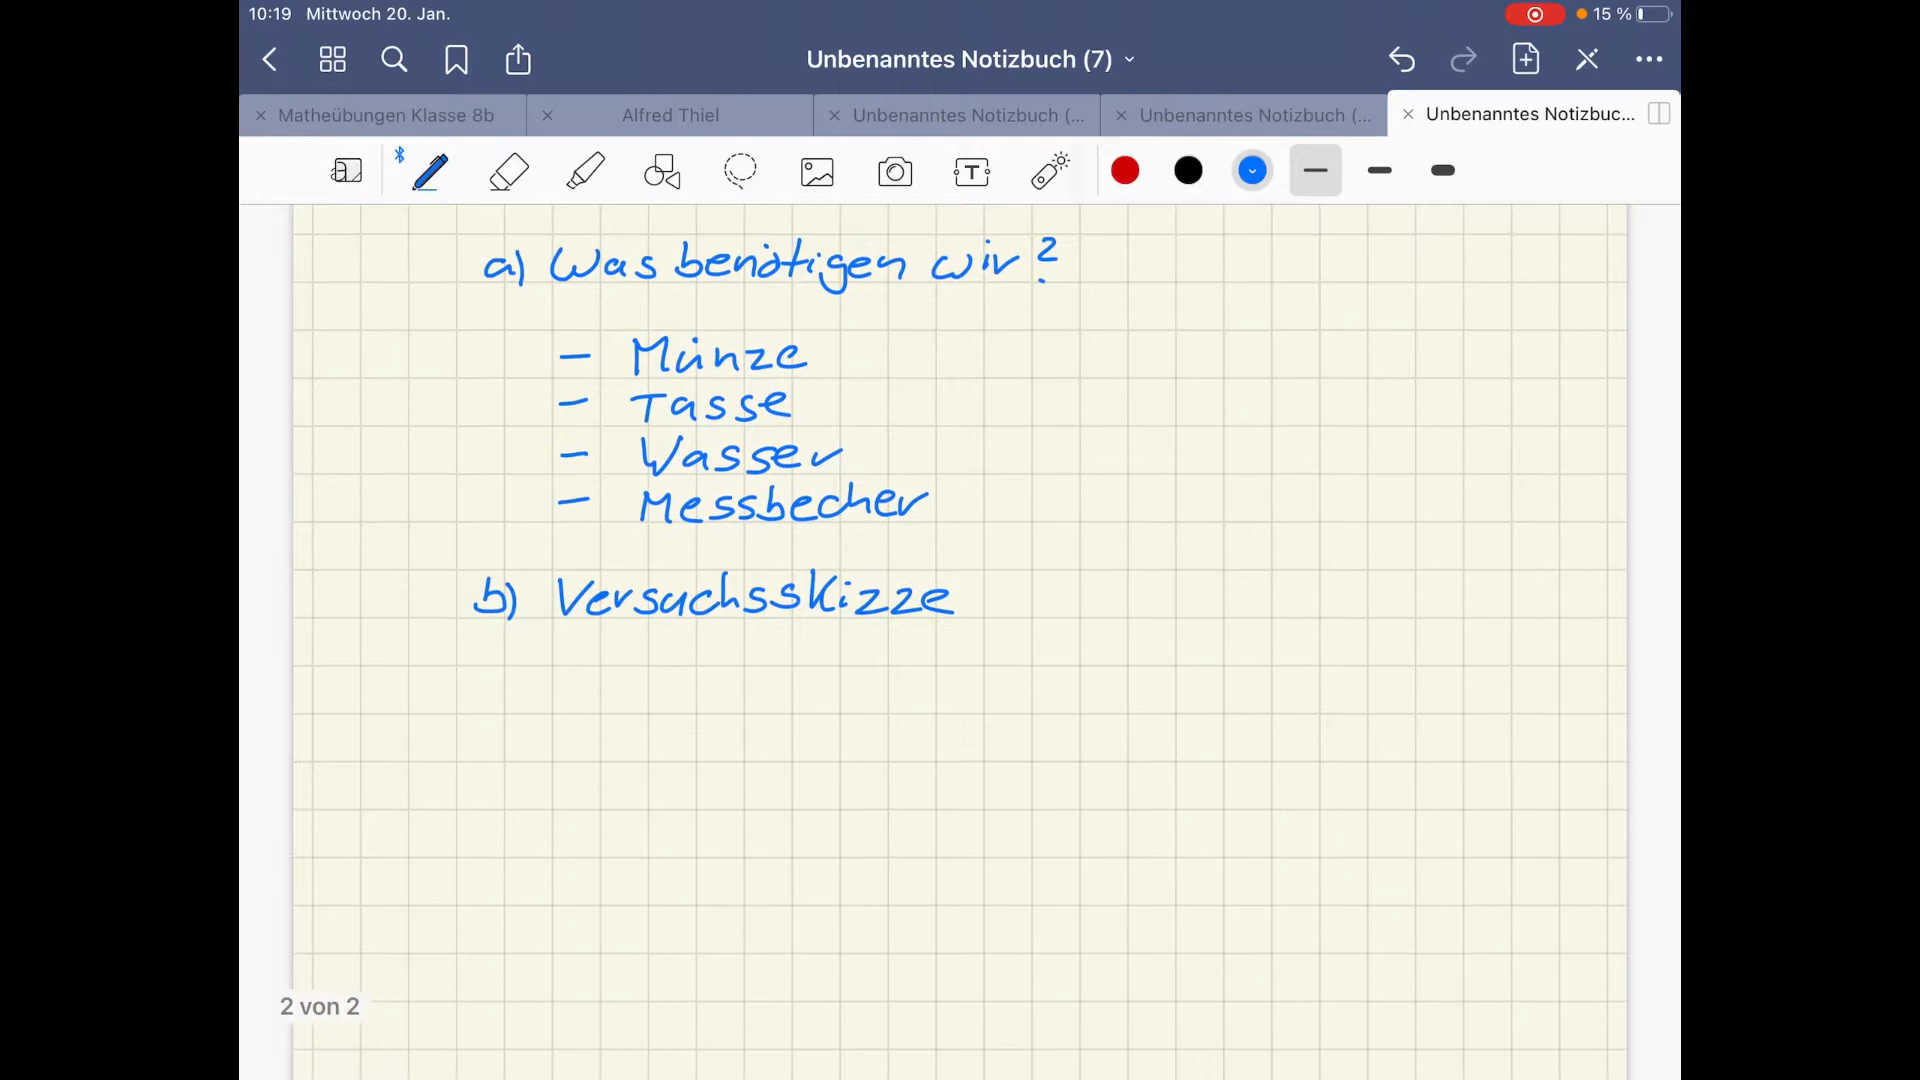 10:19 Mittwoch 20. Jan. 15 %
Unbenanntes Notizbuch (7)
Matheübungen Klasse 8b
Alfred Thiel
Unbenanntes Notizbuch (...
Unbenanntes Notizbuch (...
Unbenanntes Notizbuc...
a) Was benötigen wir?
- Münze
- Tasse
- Wasser
- Messbecher
b) Versuchsskizze
2 von 2